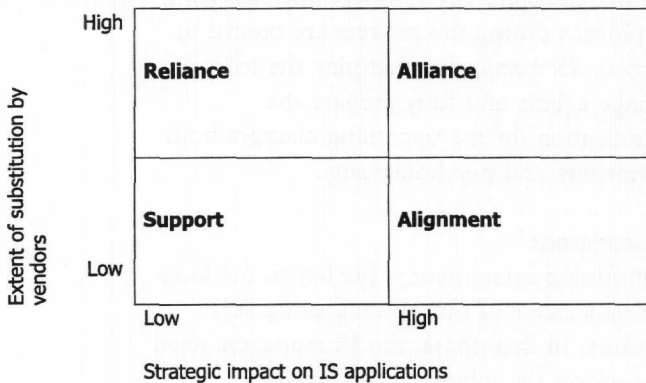 High
Reliance
Alliance
Extent of substitution by
vendors
Support
Alignment
Low
Low
High
Strategic impact on IS applications